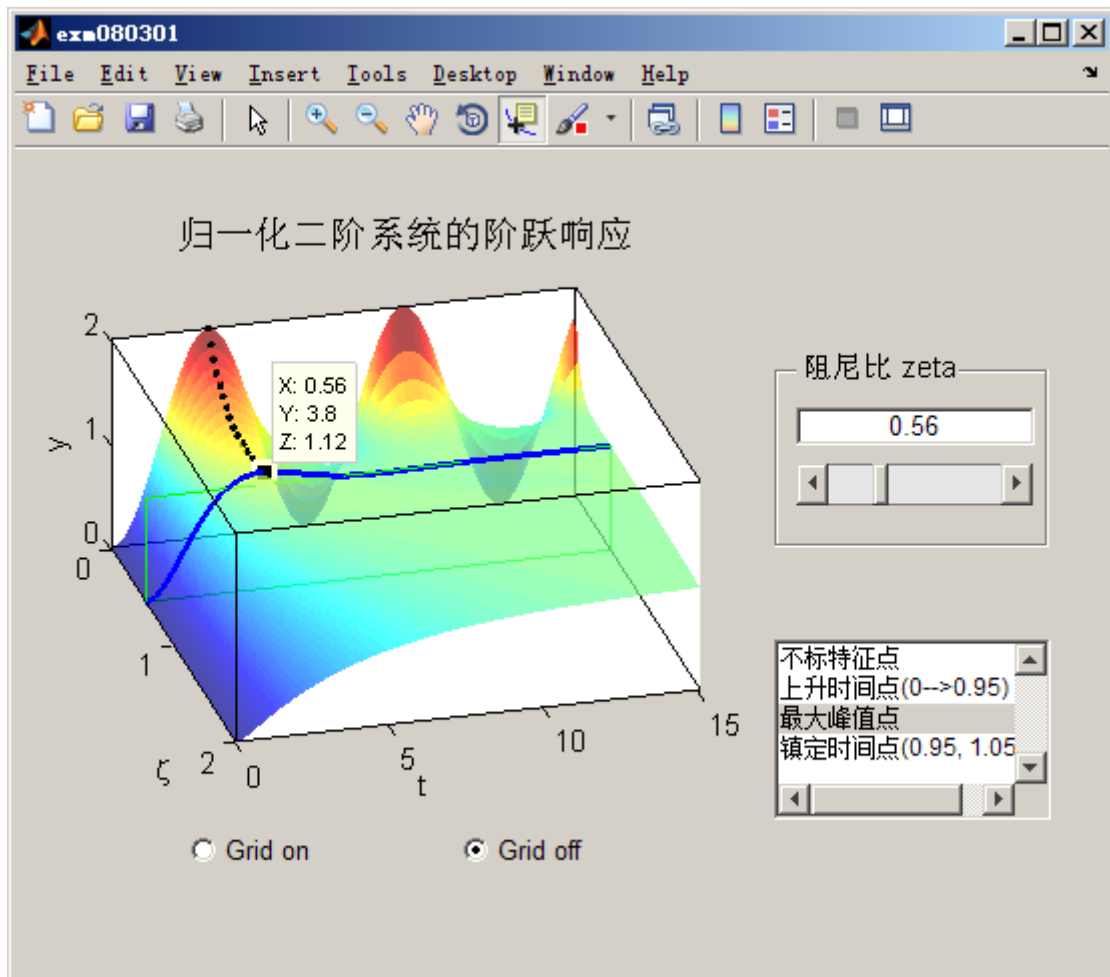 exm080301
File Edit View Insert Tools Desktop Window Help
归一化二阶系统的阶跃响应
2
1
0
y
0
1
2
ζ
0
5
10
15
t
X: 0.56
Y: 3.8
Z: 1.12
阻尼比 zeta
0.56
不标特征点
上升时间点(0-->0.95)
最大峰值点
镇定时间点(0.95, 1.05
Grid on
Grid off